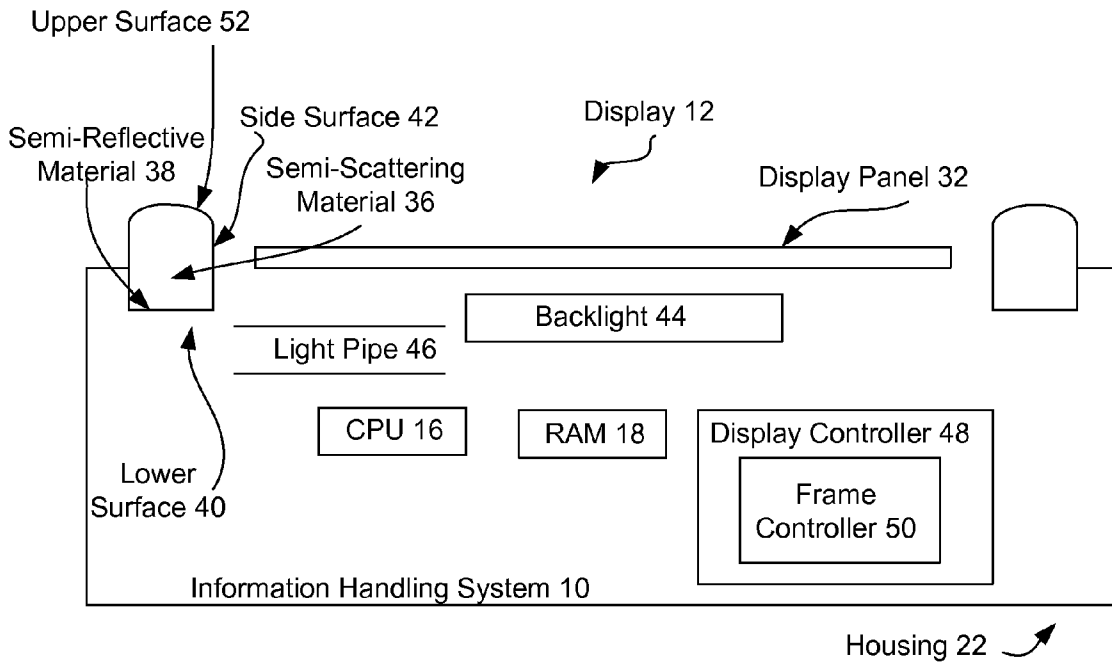 Upper Surface 52
Side Surface 42
Semi-Reflective
Material 38
Semi-Scattering
Material 36
Display 12
Display Panel 32
Backlight 44
Light Pipe 46
CPU 16
RAM 18
Display Controller 48
Frame
Controller 50
Lower
Surface 40
Information Handling System 10
Housing 22